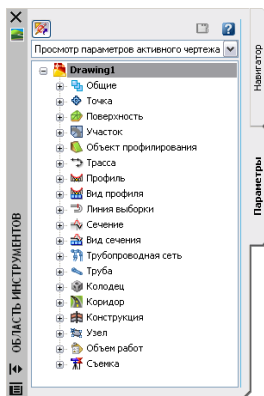 Просмотр параметров активного чертежа
Drawing1
Общие
Точка
Поверхность
Участок
Объект профилирования
Трасса
Профиль
Вид профиля
Линия выборки
Сечение
Вид сечения
Трубопроводная сеть
Труба
Колодец
Коридор
Конструкция
Узел
Объем работ
Съемка
Навигатор
Параметры
ОБЛАСТЬ ИНСТРУМЕНТОВ